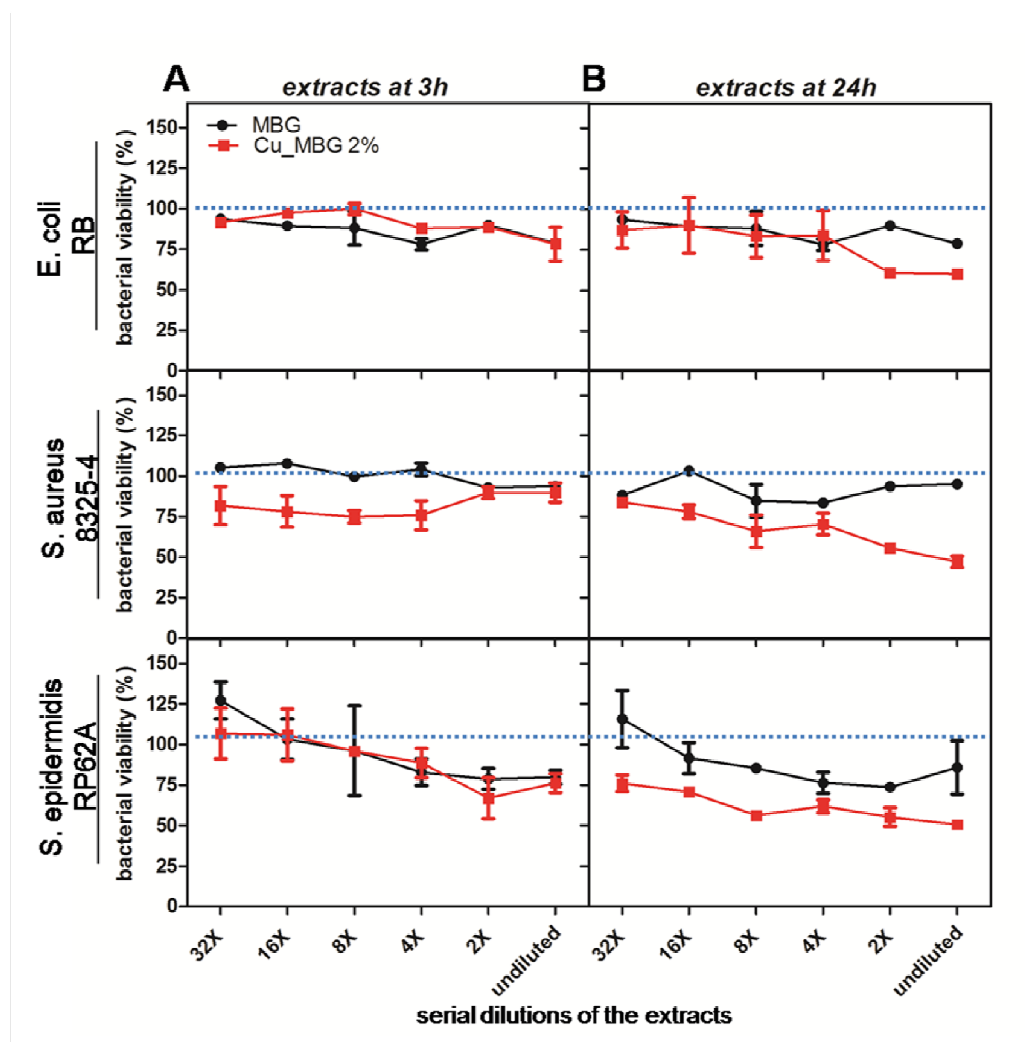 A
extracts at 3h
B
extracts at 24h
MBG
Cu_MBG 2%
E. coli
RB
bacterial viability (%)
150
125
100
75
50
25
0
S. aureus
8325-4
bacterial viability (%)
150
125
100
75
50
25
0
S. epidermidis
RP62A
bacterial viability (%)
150
125
100
75
50
25
0
32X
16X
8X
4X
2X
undiluted
32X
16X
8X
4X
2X
undiluted
serial dilutions of the extracts